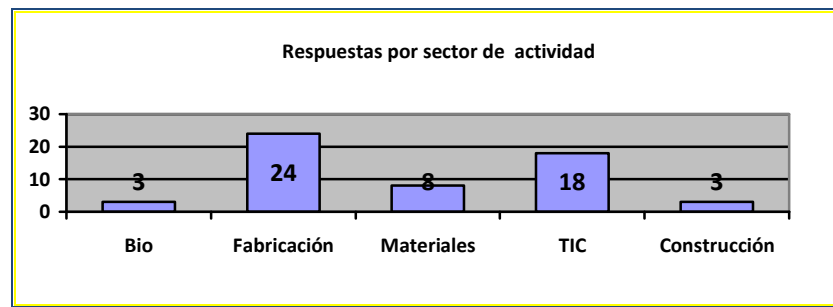 Respuestas por sector de actividad
30
20
10
0
3
24
8
18
3
Bio
Fabricación
Materiales
TIC
Construcción